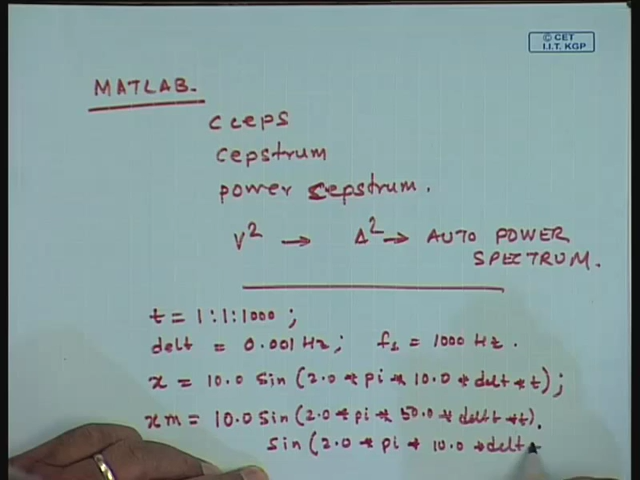 © CET
I.I.T. KGP
MATLAB.
cceps
cepstrum
power cepstrum.
V² → Δ² → AUTO POWER
SPECTRUM.
t = 1:1:1000 ;
delt = 0.001 Hz ; fs = 1000 Hz .
x = 10.0 sin (2.0 * pi * 10.0 * delt * t) ;
xm = 10.0 sin (2.0 * pi * 50.0 * delt * t) .
sin (2.0 * pi * 10.0 * delt *